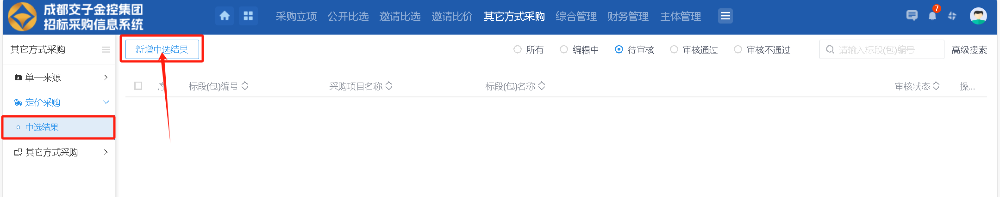 成都交子金控集团
招标采购信息系统
采购立项 公开比选 邀请比选 邀请比价 其它方式采购 综合管理 财务管理 主体管理
7
其它方式采购
新增中选结果
所有 编辑中 待审核 审核通过 审核不通过
请输入标段(包)编号
高级搜索
单一来源
定价采购
中选结果
其它方式采购
序 标段(包)编号 采购项目名称 标段(包)名称 审核状态 操...